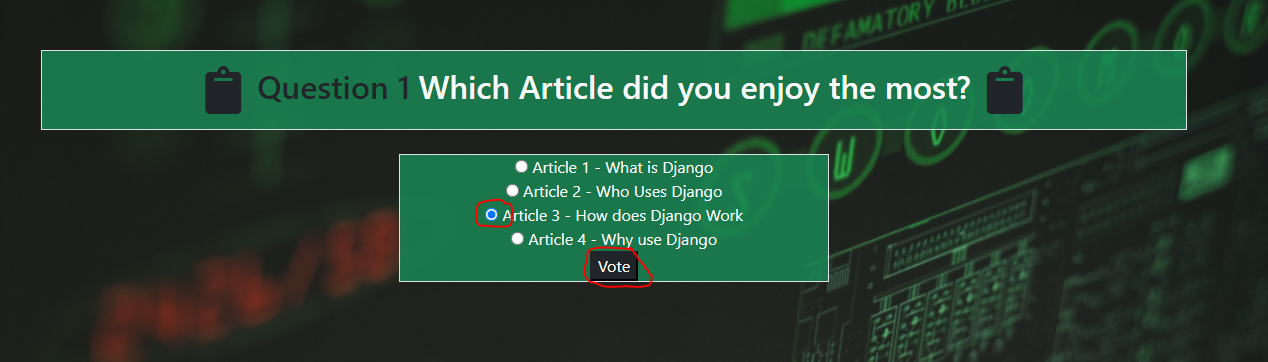 DEFAMATORY
Question 1 Which Article did you enjoy the most?
Article 1 - What is Django
Article 2 - Who Uses Django
Article 3 - How does Django Work
Article 4 - Why use Django
Vote
S W O R